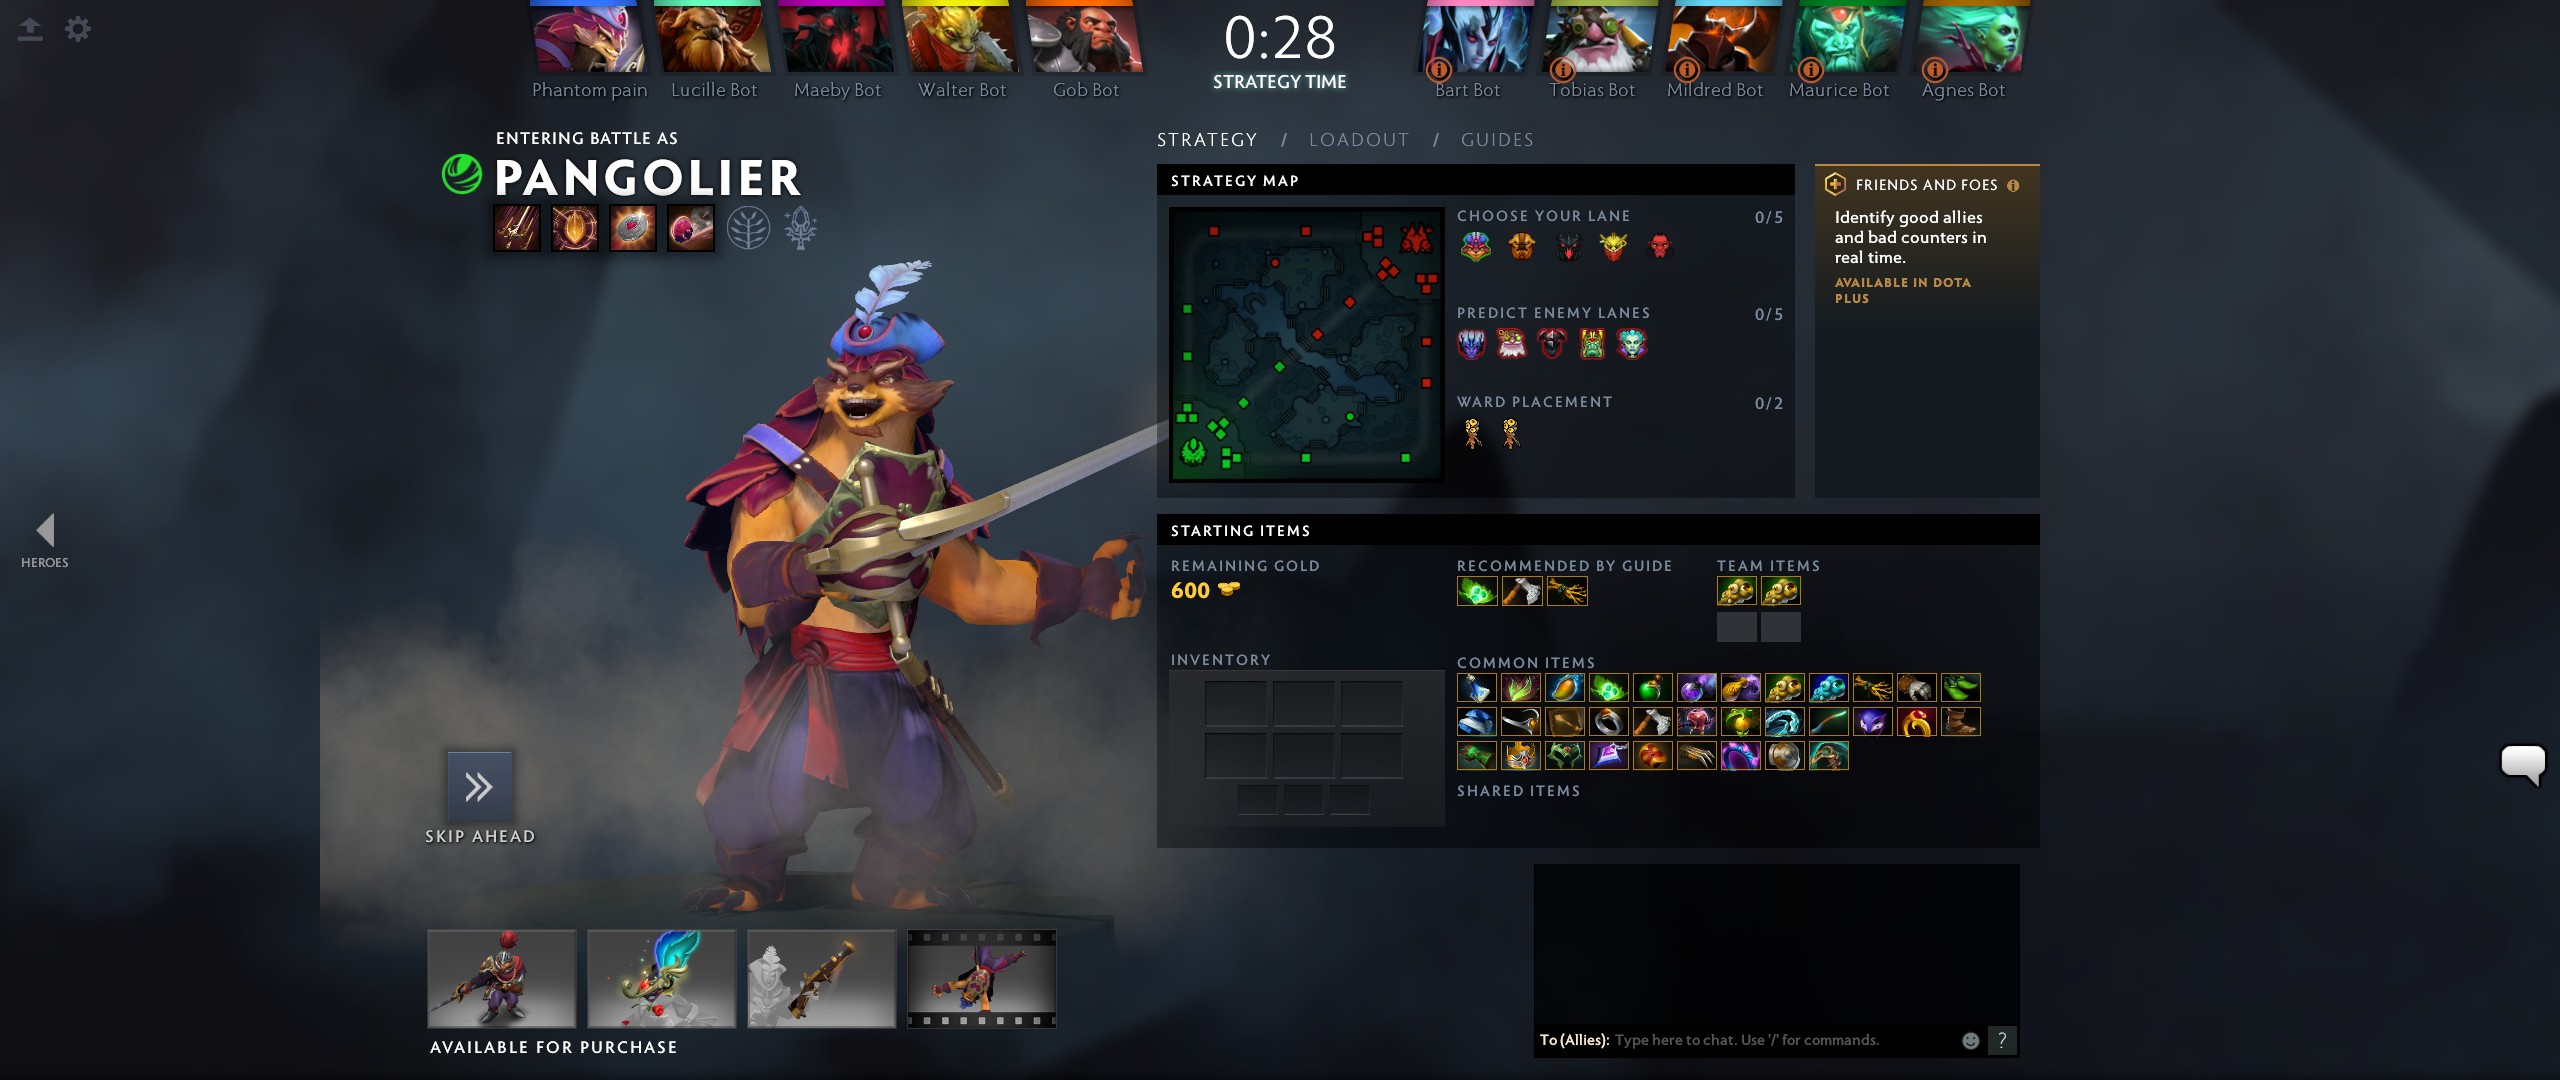 0:28
STRATEGY TIME
Phantom pain
Lucille Bot
Maeby Bot
Walter Bot
Gob Bot
Bart Bot
Tobias Bot
Mildred Bot
Maurice Bot
Agnes Bot
ENTERING BATTLE AS
PANGOLIER
STRATEGY / LOADOUT / GUIDES
STRATEGY MAP
CHOOSE YOUR LANE 0/5
PREDICT ENEMY LANES 0/5
WARD PLACEMENT 0/2
FRIENDS AND FOES
Identify good allies
and bad counters in
real time.
AVAILABLE IN DOTA
PLUS
HEROES
STARTING ITEMS
REMAINING GOLD
600
INVENTORY
RECOMMENDED BY GUIDE
TEAM ITEMS
COMMON ITEMS
SHARED ITEMS
SKIP AHEAD
AVAILABLE FOR PURCHASE
To (Allies): Type here to chat. Use '/' for commands.
?